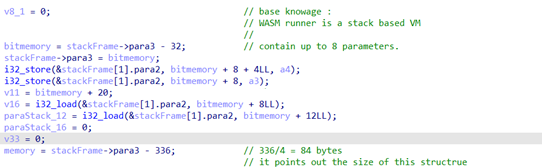 v8_1 = 0; // base knowage :
// WASM runner is a stack based VM
//
bitmemory = stackFrame->para3 - 32; // contain up to 8 parameters.
stackFrame->para3 = bitmemory;
i32_store(&stackFrame[1].para2, bitmemory + 8 + 4LL, a4);
i32_store(&stackFrame[1].para2, bitmemory + 8, a3);
v11 = bitmemory + 20;
v16 = i32_load(&stackFrame[1].para2, bitmemory + 8LL);
paraStack_12 = i32_load(&stackFrame[1].para2, bitmemory + 12LL);
paraStack_16 = 0;
v33 = 0;
memory = stackFrame->para3 - 336; // 336/4 = 84 bytes
// it points out the size of this structrue